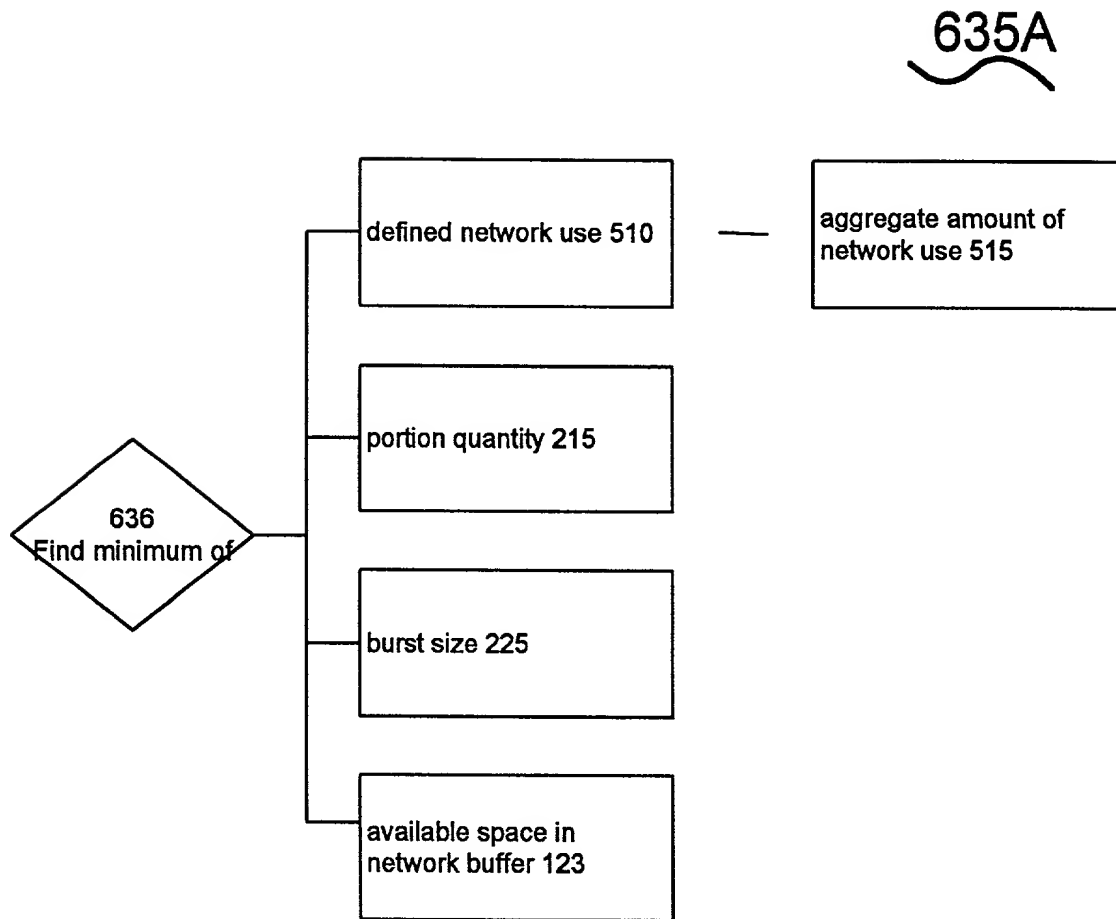 635A
defined network use 510
aggregate amount of
network use 515
portion quantity 215
636
Find minimum of
burst size 225
available space in
network buffer 123